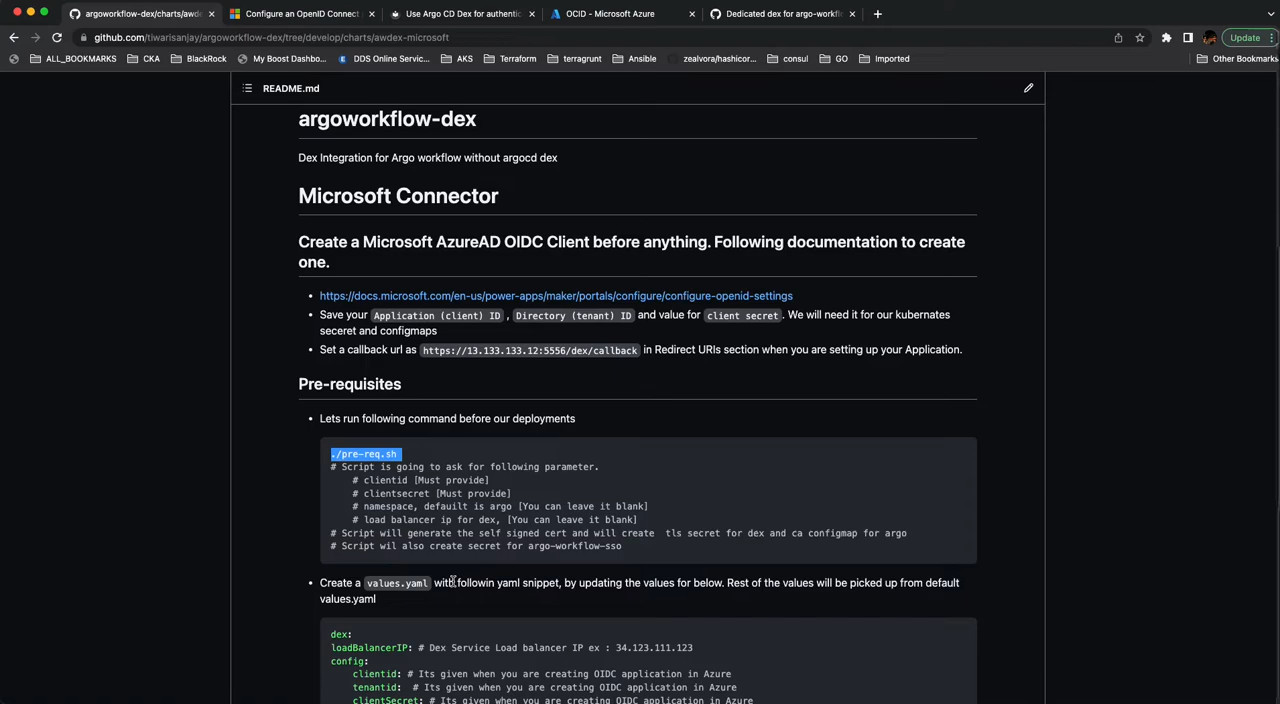 argoworkflow-dex/charts/awde
Configure an OpenID Connect
Use Argo CD Dex for authentic
OCID - Microsoft Azure
Dedicated dex for argo-workfl
github.com/tiwarisanjay/argoworkflow-dex/tree/develop/charts/awdex-microsoft
Update
ALL_BOOKMARKS
CKA
BlackRock
My Boost Dashbo...
DDS Online Servic...
AKS
Terraform
terragrunt
Ansible
zealvora/hashicor...
consul
GO
Imported
Other Bookmarks
README.md
argoworkflow-dex
Dex Integration for Argo workflow without argocd dex
Microsoft Connector
Create a Microsoft AzureAD OIDC Client before anything. Following documentation to create
one.
• https://docs.microsoft.com/en-us/power-apps/maker/portals/configure/configure-openid-settings
• Save your Application (client) ID , Directory (tenant) ID and value for client secret. We will need it for our kubernates
seceret and configmaps
• Set a callback url as https://13.133.133.12:5556/dex/callback in Redirect URIs section when you are setting up your Application.
Pre-requisites
• Lets run following command before our deployments
./pre-req.sh
# Script is going to ask for following parameter.
# clientid [Must provide]
# clientsecret [Must provide]
# namespace, defauilt is argo [You can leave it blank]
# load balancer ip for dex, [You can leave it blank]
# Script will generate the self signed cert and will create tls secret for dex and ca configmap for argo
# Script wil also create secret for argo-workflow-sso
• Create a values.yaml with followin yaml snippet, by updating the values for below. Rest of the values will be picked up from default
values.yaml
dex:
loadBalancerIP: # Dex Service Load balancer IP ex : 34.123.111.123
config:
clientid: # Its given when you are creating OIDC application in Azure
tenantid: # Its given when you are creating OIDC application in Azure
clientSecret: # Its given when you are creating OIDC application in Azure